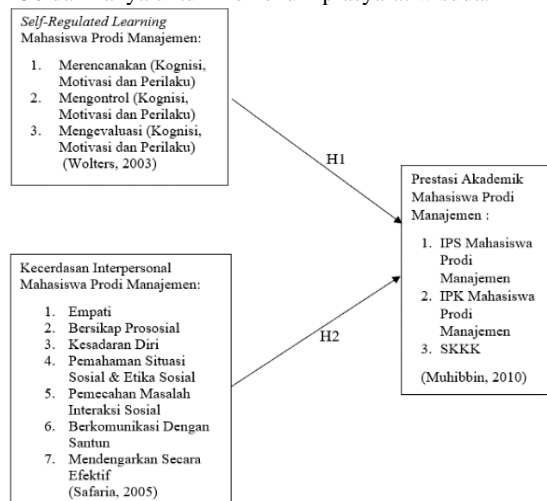 Self-Regulated Learning
Mahasiswa Prodi Manajemen:
1. Merencanakan (Kognisi,
Motivasi dan Perilaku)
2. Mengontrol (Kognisi,
Motivasi dan Perilaku)
3. Mengevaluasi (Kognisi,
Motivasi dan Perilaku)
(Wolters, 2003)
H1
Prestasi Akademik
Mahasiswa Prodi
Manajemen :
1. IPS Mahasiswa
Prodi
Manajemen
2. IPK Mahasiswa
Prodi
Manajemen
3. SKKK
(Muhibbin, 2010)
Kecerdasan Interpersonal
Mahasiswa Prodi Manajemen:
1. Empati
2. Bersikap Prososial
3. Kesadaran Diri
4. Pemahaman Situasi
Sosial & Etika Sosial
5. Pemecahan Masalah
Interaksi Sosial
6. Berkomunikasi Dengan
Santun
7. Mendengarkan Secara
Efektif
(Safaria, 2005)
H2